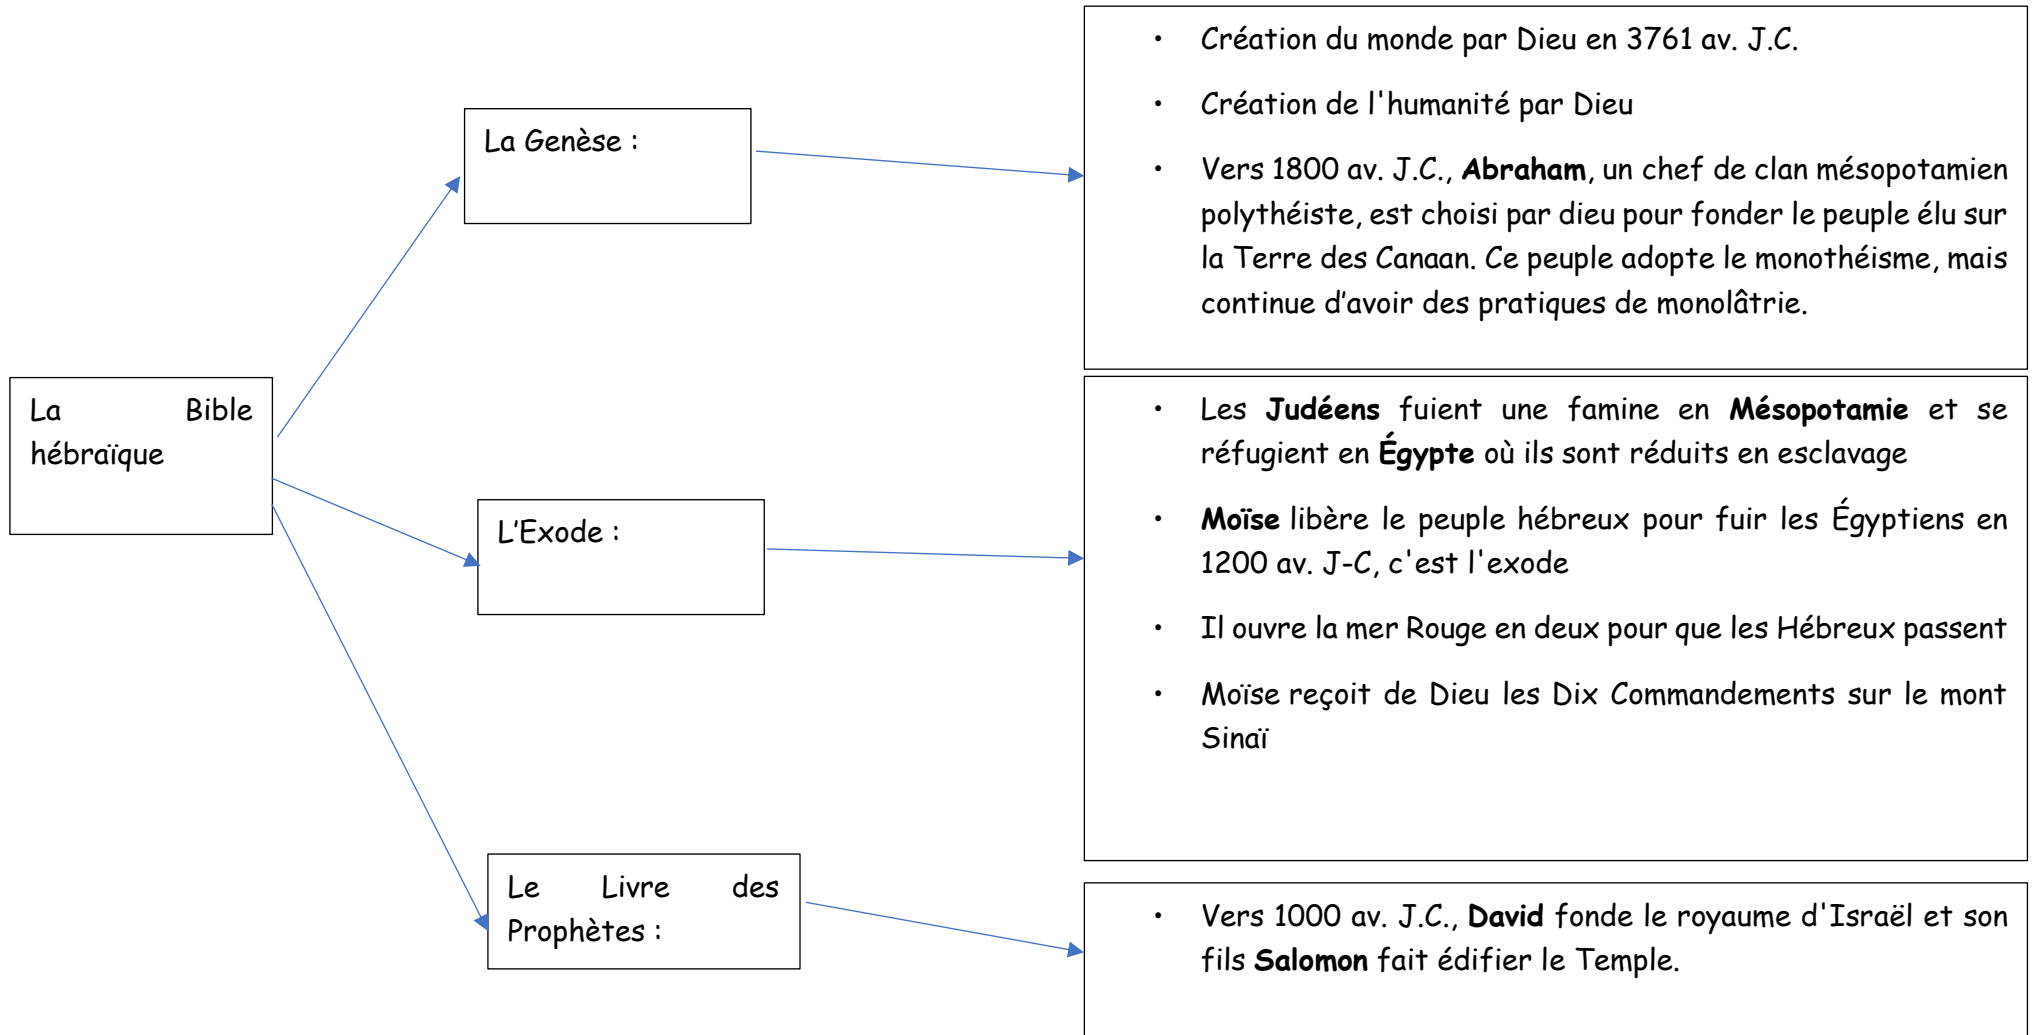 La Bible
hébraïque
La Genèse :
• Création du monde par Dieu en 3761 av. J.C.
• Création de l'humanité par Dieu
• Vers 1800 av. J.C., Abraham, un chef de clan mésopotamien
polythéiste, est choisi par dieu pour fonder le peuple élu sur
la Terre des Canaan. Ce peuple adopte le monothéisme, mais
continue d’avoir des pratiques de monolâtrie.
L’Exode :
• Les Judéens fuient une famine en Mésopotamie et se
réfugient en Égypte où ils sont réduits en esclavage
• Moïse libère le peuple hébreux pour fuir les Égyptiens en
1200 av. J-C, c'est l'exode
• Il ouvre la mer Rouge en deux pour que les Hébreux passent
• Moïse reçoit de Dieu les Dix Commandements sur le mont
Sinaï
Le Livre des
Prophètes :
• Vers 1000 av. J.C., David fonde le royaume d'Israël et son
fils Salomon fait édifier le Temple.